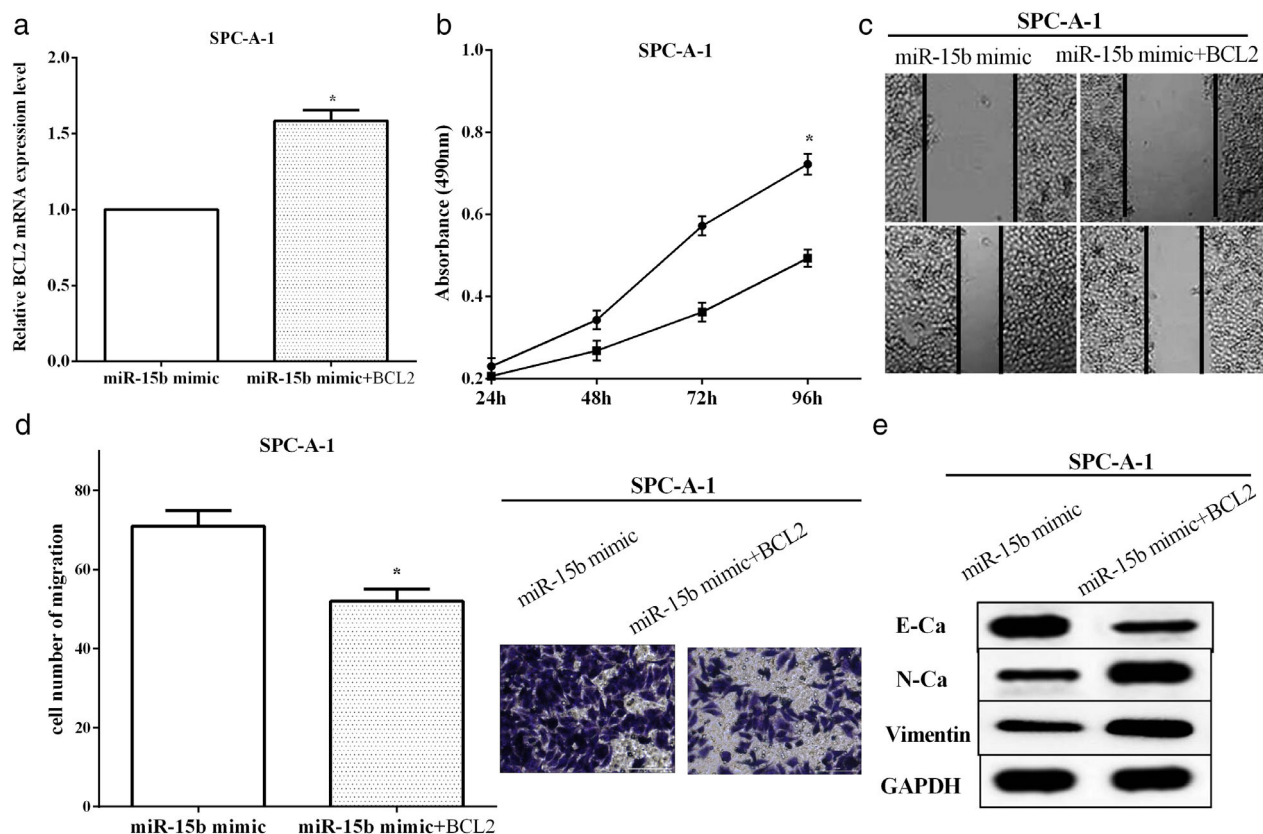 a
SPC-A-1
Relative BCL2 mRNA expression level
2.0
1.5
1.0
0.5
0.0
miR-15b mimic
miR-15b mimic+BCL2
*
b
SPC-A-1
Absorbance (490nm)
1.0
0.8
0.6
0.4
0.2
24h
48h
72h
96h
*
c
SPC-A-1
miR-15b mimic
miR-15b mimic+BCL2
d
SPC-A-1
cell number of migration
80
60
40
20
0
miR-15b mimic
miR-15b mimic+BCL2
*
SPC-A-1
miR-15b mimic
miR-15b mimic+BCL2
e
SPC-A-1
miR-15b mimic
miR-15b mimic+BCL2
E-Ca
N-Ca
Vimentin
GAPDH